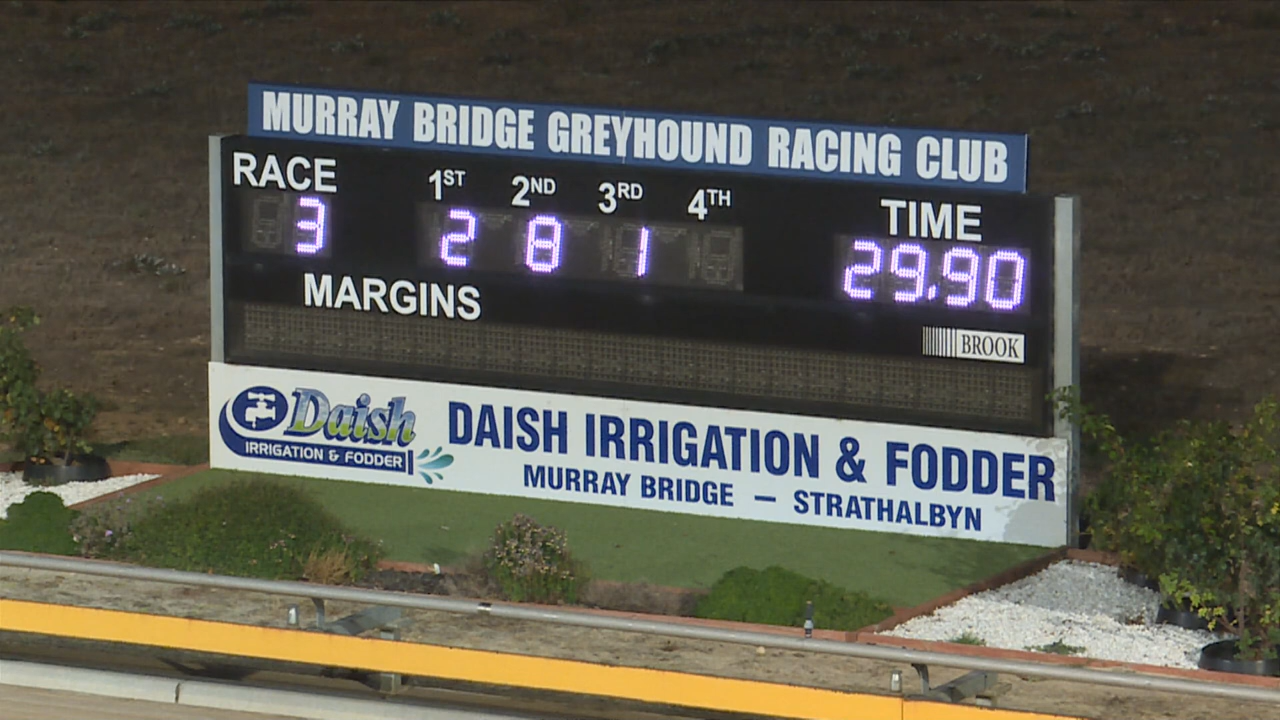 MURRAY BRIDGE GREYHOUND RACING CLUB
RACE 1ST 2ND 3RD 4TH TIME
3 2 8 1 29.90
MARGINS
BROOK
Daish
IRRIGATION & FODDER
DAISH IRRIGATION & FODDER
MURRAY BRIDGE – STRATHALBYN